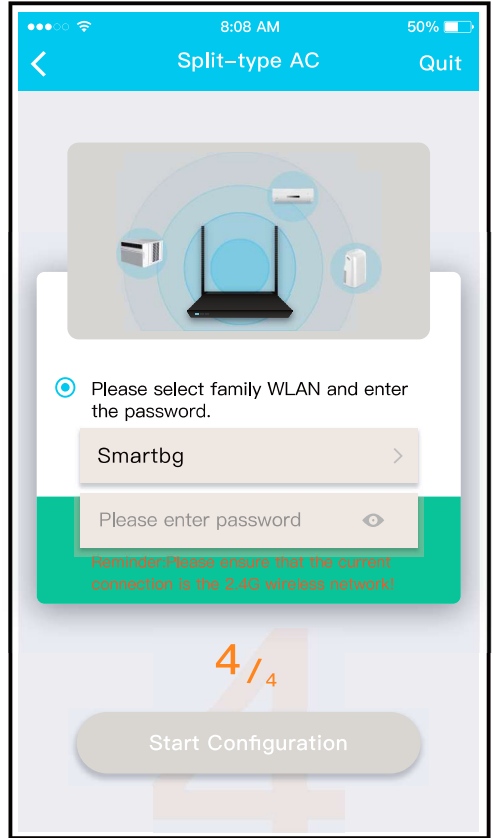 8:08 AM
50%
Split-type AC
Quit
Please select family WLAN and enter
the password.
Smartbg
Please enter password
Reminder:Please ensure that the current
connection is the 2.4G wireless network!
4/4
4
Start Configuration